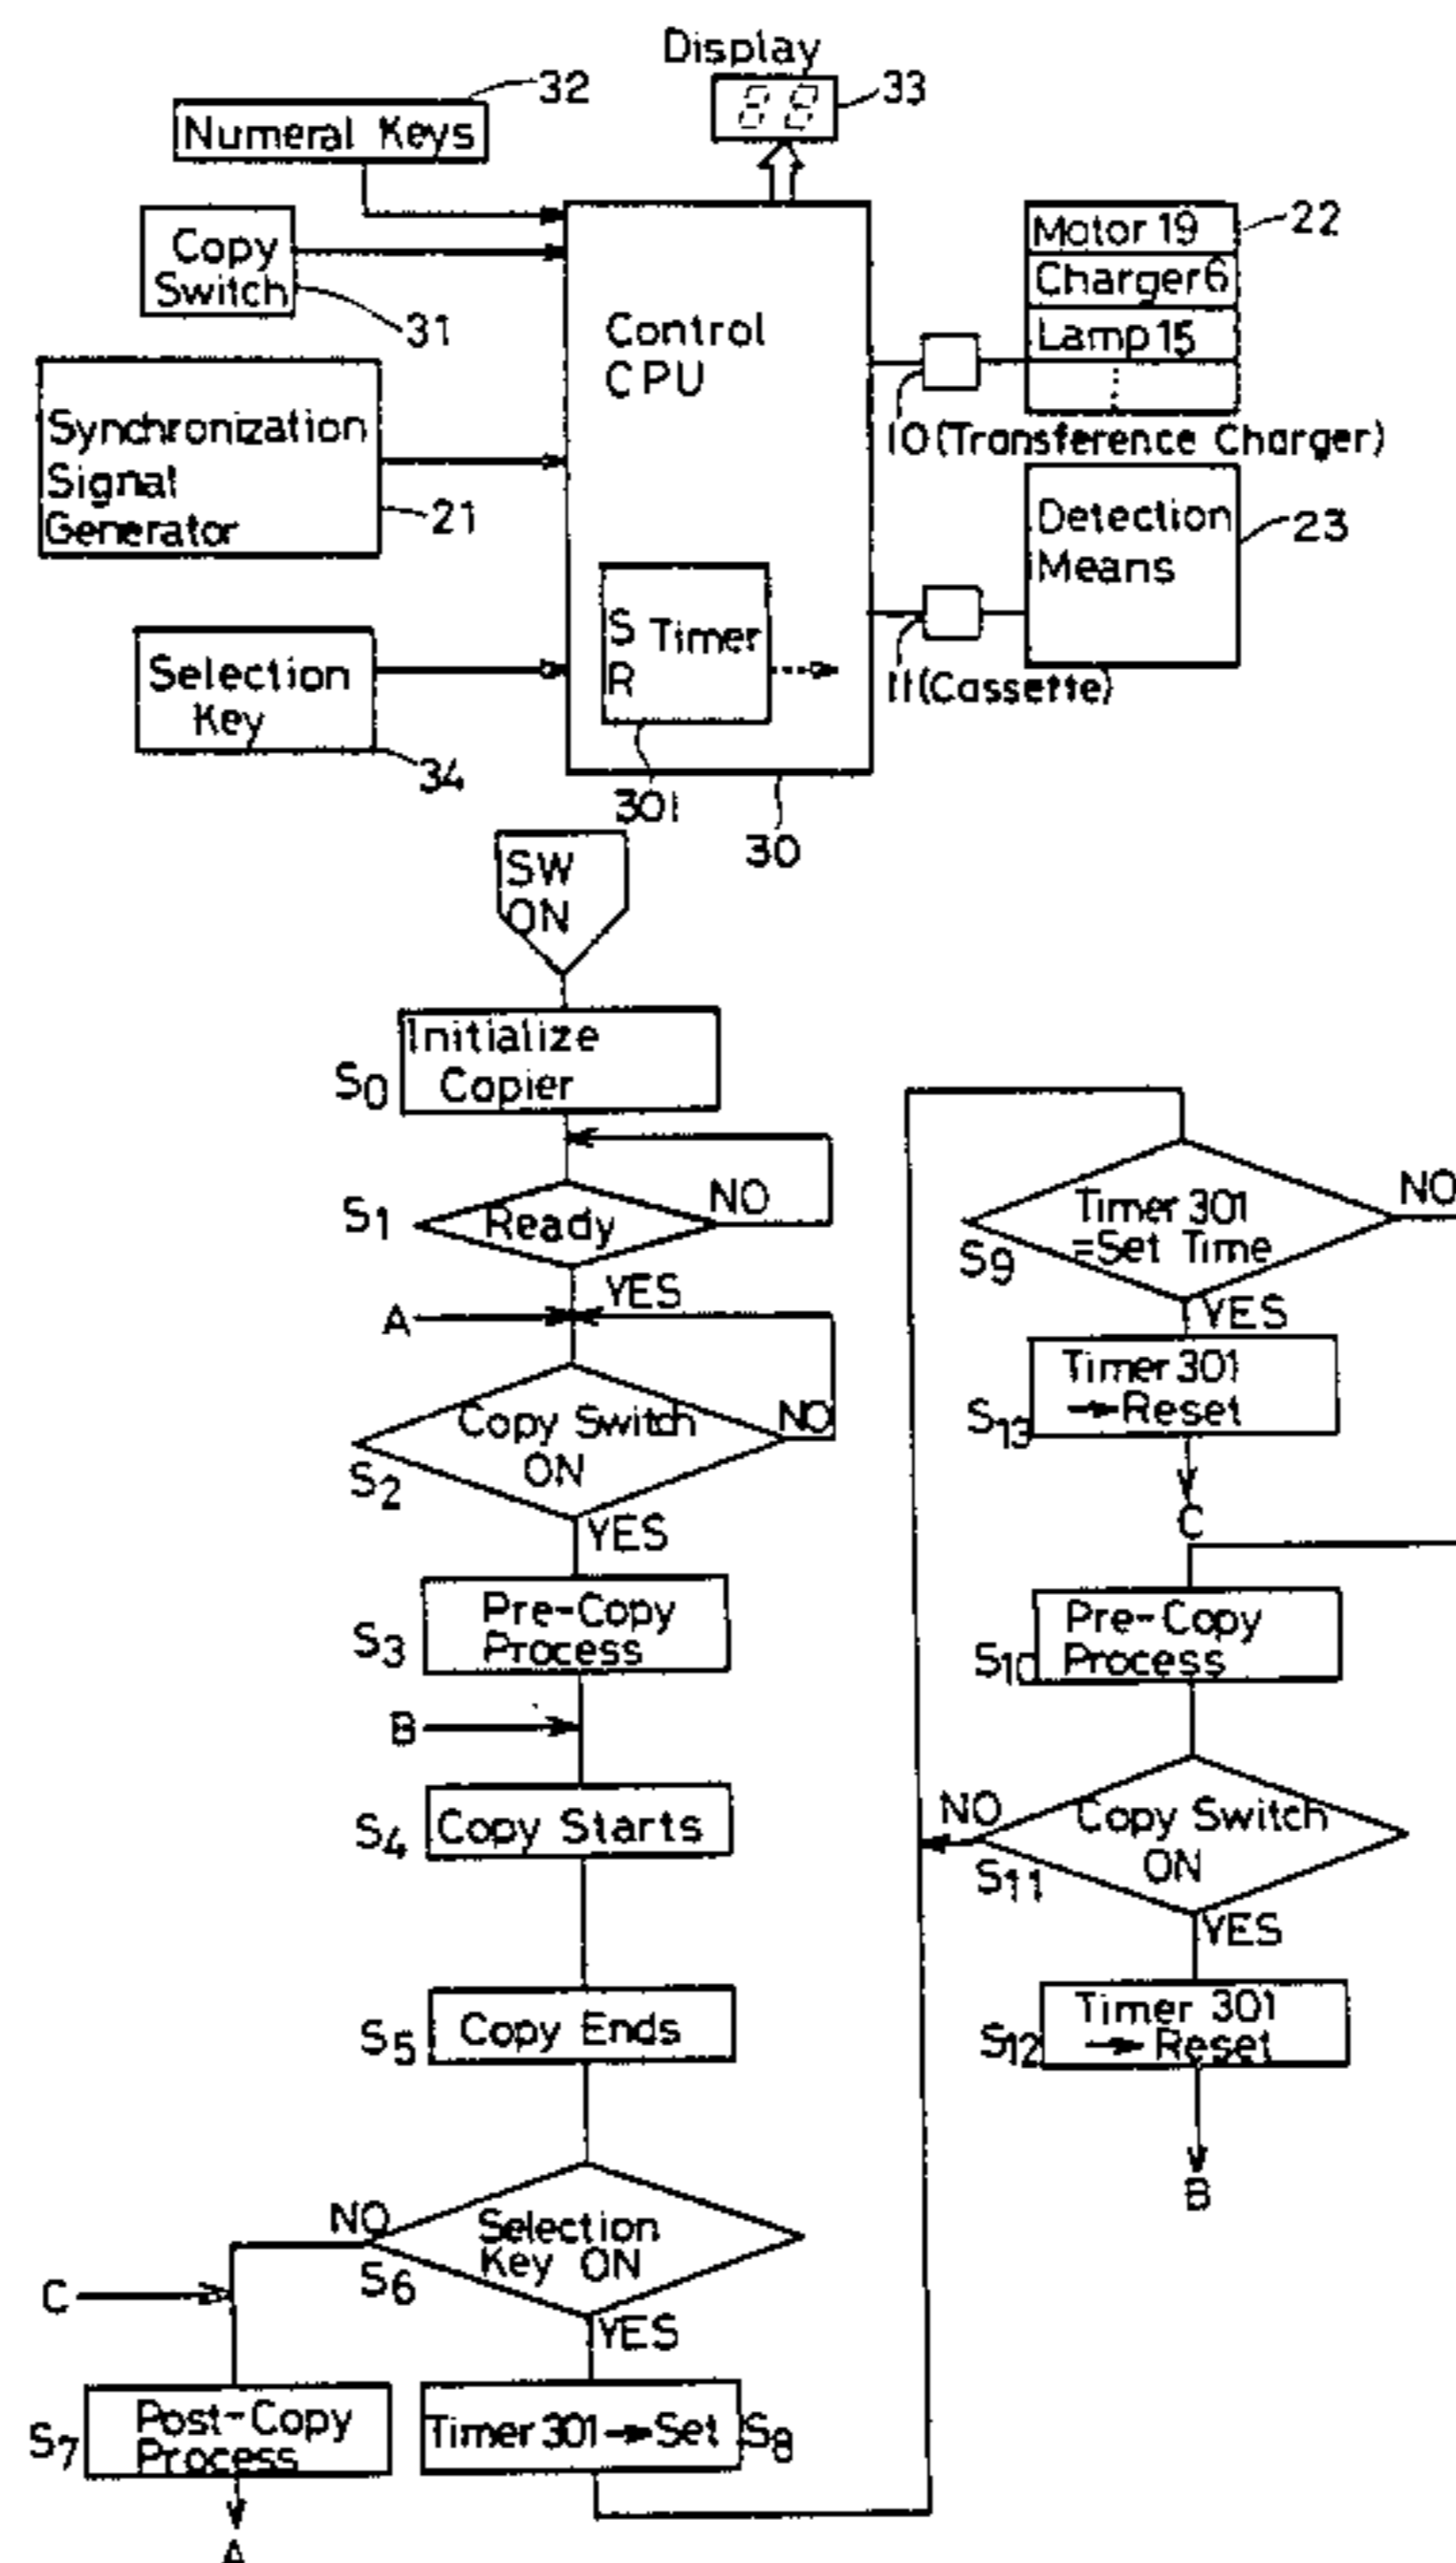 Display
32
33
Numeral Keys
88
Copy
Switch
31
Control
CPU
Motor 19
22
Charger 6
Lamp 15
10 (Transference Charger)
Synchronization
Signal
Generator
21
Detection
Means
23
S Timer
R
11 (Cassette)
Selection
Key
34
301
30
SW
ON
Initialize
Copier
S0
S1
Ready
NO
YES
A
Copy Switch
ON
NO
S2
YES
Pre-Copy
Process
S3
B
S4
Copy Starts
S5
Copy Ends
NO
Selection
Key ON
S6
C
YES
S7
Post-Copy
Process
A
Timer 301→Set
S8
Timer 301
=Set Time
NO
S9
YES
Timer 301
→Reset
S13
C
Pre-Copy
Process
S10
NO
Copy Switch
ON
S11
YES
Timer 301
→ Reset
S12
B